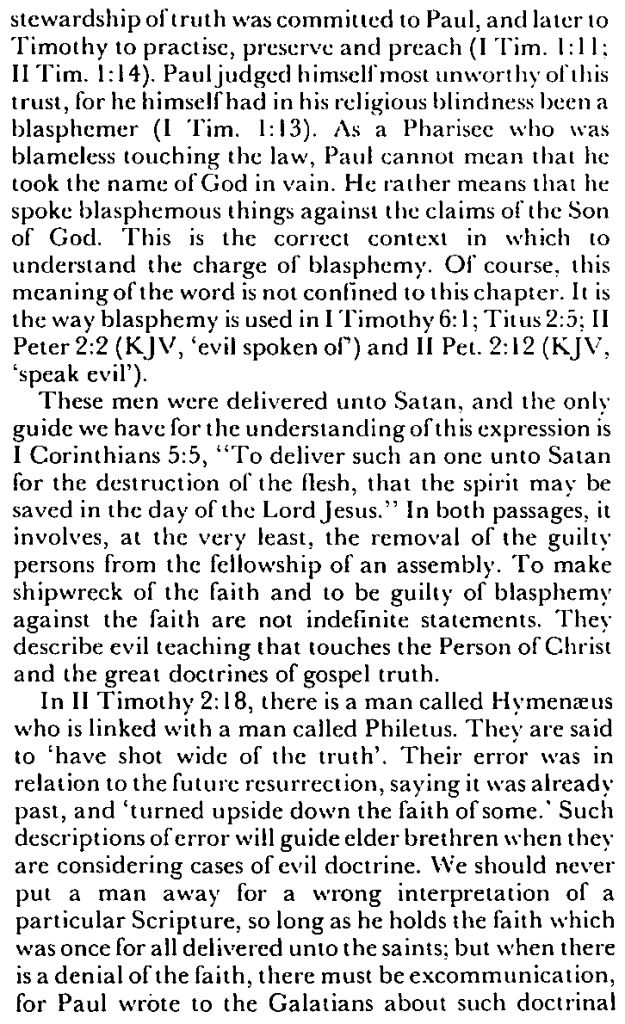 stewardship of truth was committed to Paul, and later to
Timothy to practise, preserve and preach (I Tim. 1:11;
II Tim. 1:14). Paul judged himself most unworthy of this
trust, for he himself had in his religious blindness been a
blasphemer (I Tim. 1:13). As a Pharisee who was
blameless touching the law, Paul cannot mean that he
took the name of God in vain. He rather means that he
spoke blasphemous things against the claims of the Son
of God. This is the correct context in which to
understand the charge of blasphemy. Of course, this
meaning of the word is not confined to this chapter. It is
the way blasphemy is used in I Timothy 6:1; Titus 2:5; II
Peter 2:2 (KJV, ‘evil spoken of’) and II Pet. 2:12 (KJV,
‘speak evil’).
These men were delivered unto Satan, and the only
guide we have for the understanding of this expression is
I Corinthians 5:5, “To deliver such an one unto Satan
for the destruction of the flesh, that the spirit may be
saved in the day of the Lord Jesus.” In both passages, it
involves, at the very least, the removal of the guilty
persons from the fellowship of an assembly. To make
shipwreck of the faith and to be guilty of blasphemy
against the faith are not indefinite statements. They
describe evil teaching that touches the Person of Christ
and the great doctrines of gospel truth.
In II Timothy 2:18, there is a man called Hymenæus
who is linked with a man called Philetus. They are said
to ‘have shot wide of the truth’. Their error was in
relation to the future resurrection, saying it was already
past, and ‘turned upside down the faith of some.’ Such
descriptions of error will guide elder brethren when they
are considering cases of evil doctrine. We should never
put a man away for a wrong interpretation of a
particular Scripture, so long as he holds the faith which
was once for all delivered unto the saints; but when there
is a denial of the faith, there must be excommunication,
for Paul wrote to the Galatians about such doctrinal